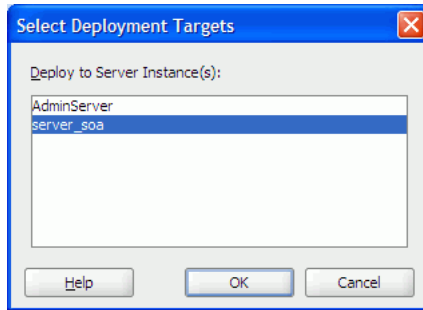 Select Deployment Targets
Deploy to Server Instance(s):
AdminServer
server_soa
Help OK Cancel